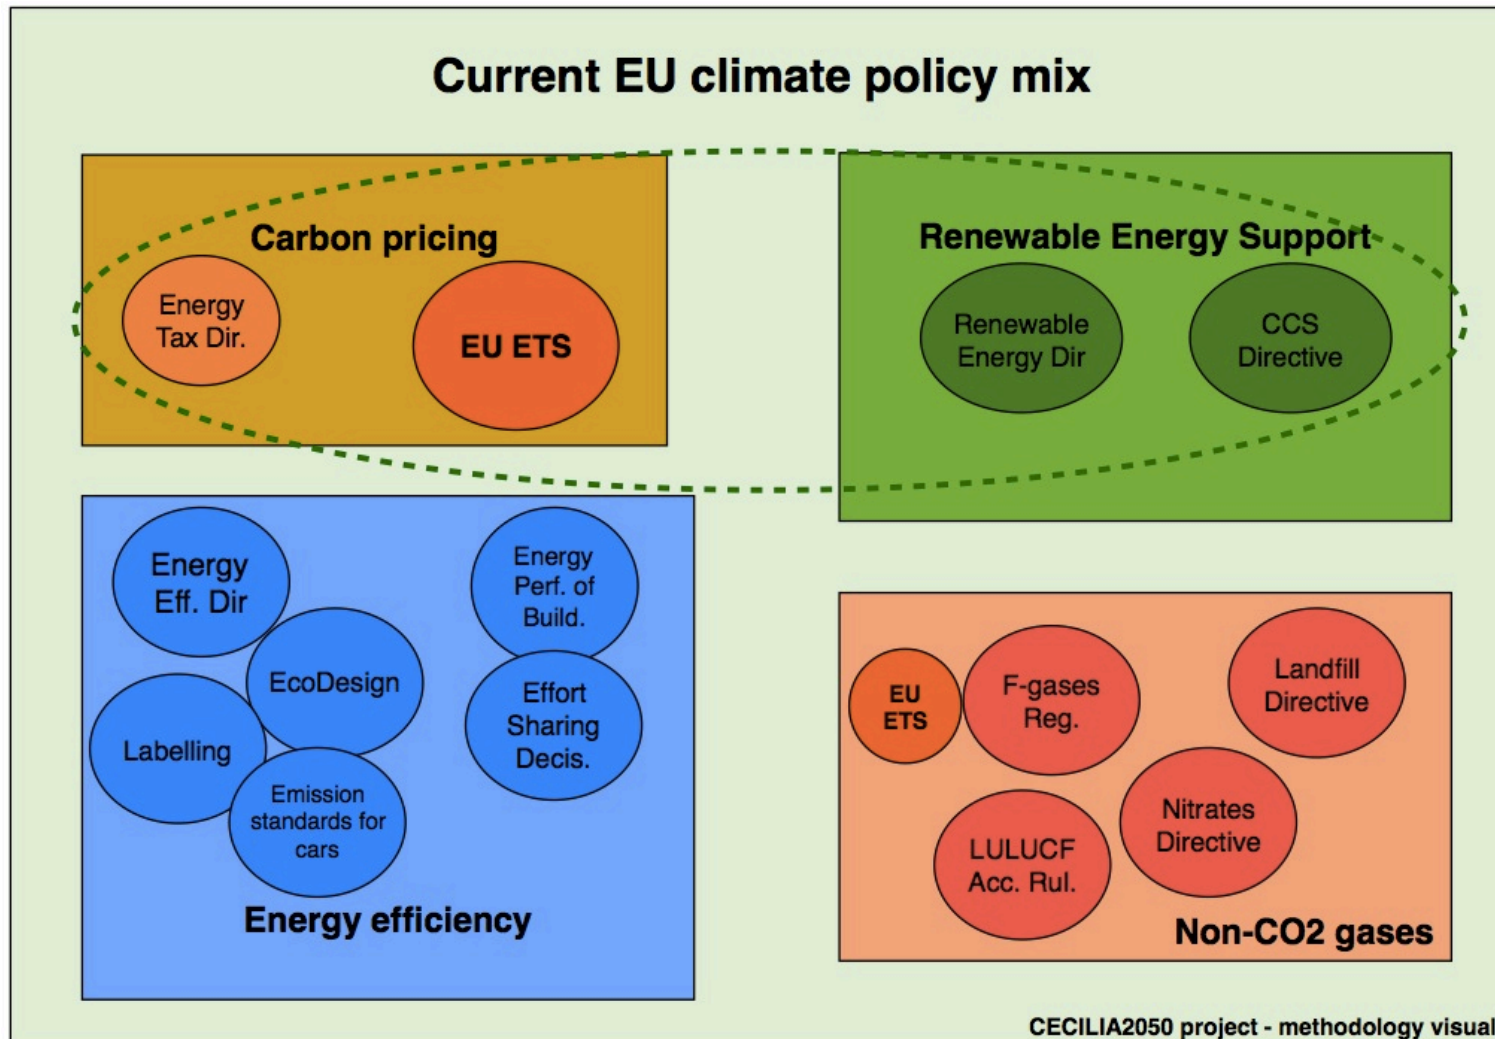 Current EU climate policy mix
Carbon pricing
Energy
Tax Dir.
EU ETS
Renewable Energy Support
Renewable
Energy Dir
CCS
Directive
Energy
Eff. Dir
Energy
Perf. of
Build.
EcoDesign
Effort
Sharing
Decis.
Labelling
Emission
standards for
cars
Energy efficiency
EU
ETS
F-gases
Reg.
Landfill
Directive
Nitrates
Directive
LULUCF
Acc. Rul.
Non-CO2 gases
CECILIA2050 project - methodology visual